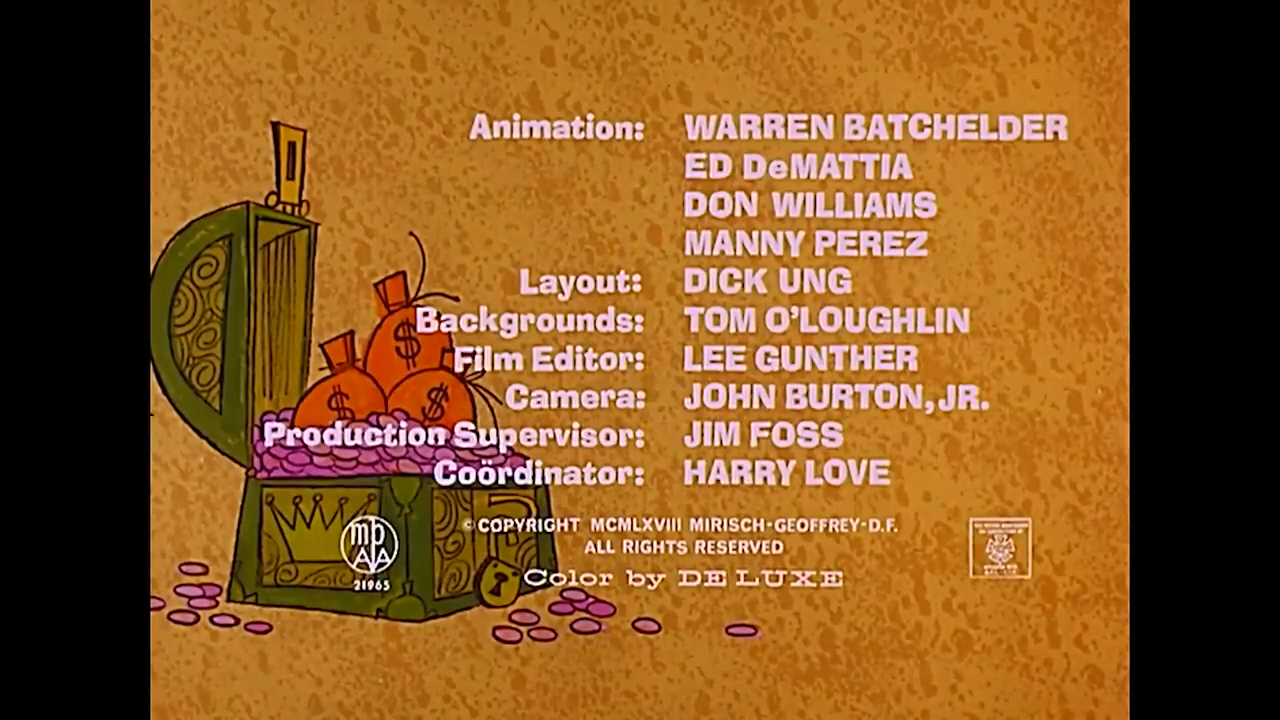 Animation: WARREN BATCHELDER
ED DeMATTIA
DON WILLIAMS
MANNY PEREZ
Layout: DICK UNG
Backgrounds: TOM O'LOUGHLIN
Film Editor: LEE GUNTHER
Camera: JOHN BURTON, JR.
Production Supervisor: JIM FOSS
Coördinator: HARRY LOVE
©COPYRIGHT MCMLXVIII MIRISCH-GEOFFREY-D.F.
ALL RIGHTS RESERVED
Color by DE LUXE
mpAA
21965
$
$
$